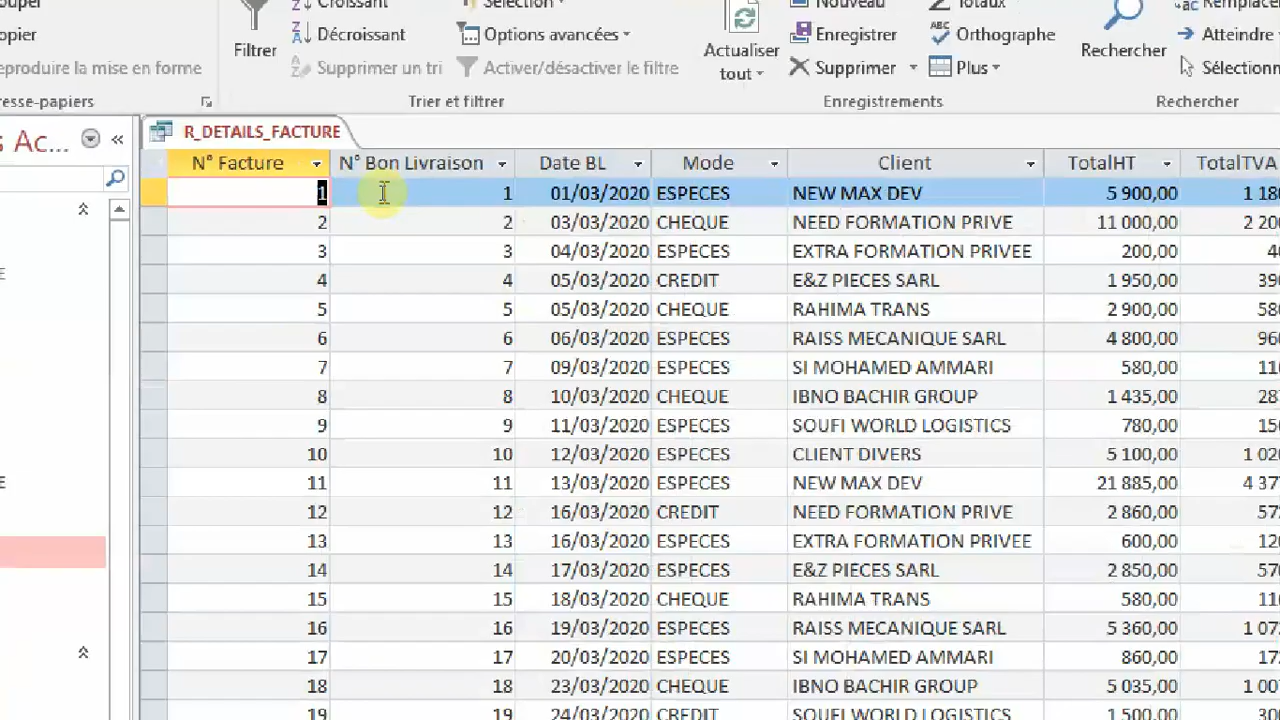 Croissant Sélection Nouveau Totaux
opier Filtrer Décroissant Options avancées Actualiser tout Enregistrer ABC Orthographe Rechercher Atteindre
eproduire la mise en forme Supprimer un tri Activer/désactiver le filtre Supprimer Plus
esse-papiers Trier et filtrer Enregistrements Rechercher
s Ac... R_DETAILS_FACTURE
N° Facture N° Bon Livraison Date BL Mode Client TotalHT TotalTVA
1 1 01/03/2020 ESPECES NEW MAX DEV 5 900,00 1 18
2 2 03/03/2020 CHEQUE NEED FORMATION PRIVE 11 000,00 2 20
3 3 04/03/2020 ESPECES EXTRA FORMATION PRIVEE 200,00 4
4 4 05/03/2020 CREDIT E&Z PIECES SARL 1 950,00 39
5 5 05/03/2020 CHEQUE RAHIMA TRANS 2 900,00 58
6 6 06/03/2020 ESPECES RAISS MECANIQUE SARL 4 800,00 96
7 7 09/03/2020 ESPECES SI MOHAMED AMMARI 580,00 11
8 8 10/03/2020 CHEQUE IBNO BACHIR GROUP 1 435,00 28
9 9 11/03/2020 ESPECES SOUFI WORLD LOGISTICS 780,00 15
10 10 12/03/2020 ESPECES CLIENT DIVERS 5 100,00 1 02
11 11 13/03/2020 ESPECES NEW MAX DEV 21 885,00 4 37
12 12 16/03/2020 CREDIT NEED FORMATION PRIVE 2 860,00 57
13 13 16/03/2020 ESPECES EXTRA FORMATION PRIVEE 600,00 12
14 14 17/03/2020 ESPECES E&Z PIECES SARL 2 850,00 57
15 15 18/03/2020 CHEQUE RAHIMA TRANS 580,00 11
16 16 19/03/2020 ESPECES RAISS MECANIQUE SARL 5 360,00 1 07
17 17 20/03/2020 ESPECES SI MOHAMED AMMARI 860,00 17
18 18 23/03/2020 CHEQUE IBNO BACHIR GROUP 5 035,00 1 00
19 19 24/03/2020 CREDIT SOUFI WORLD LOGISTICS 1 500,00 30